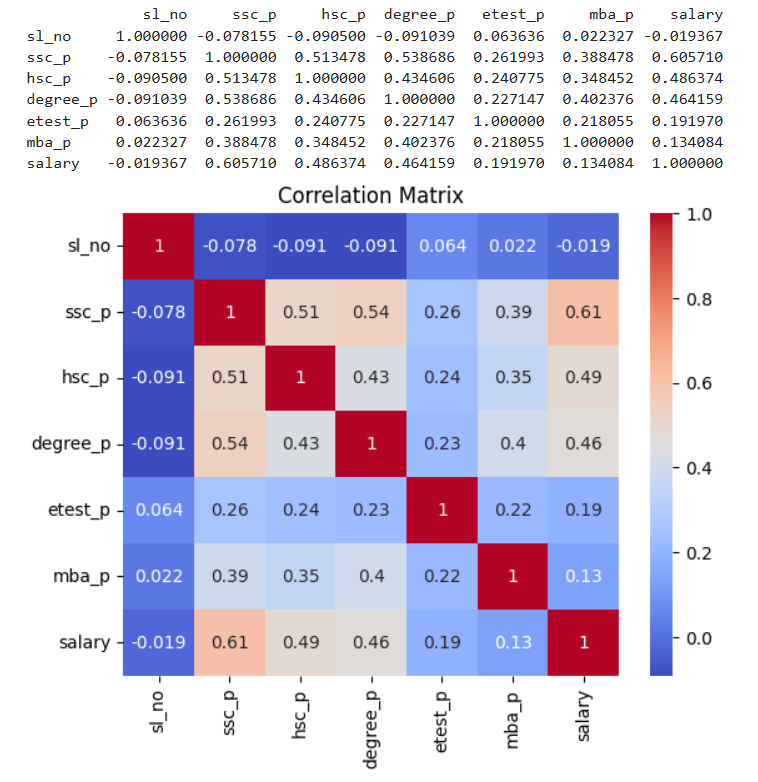 sl_no ssc_p hsc_p degree_p etest_p mba_p salary
sl_no 1.000000 -0.078155 -0.090500 -0.091039 0.063636 0.022327 -0.019367
ssc_p -0.078155 1.000000 0.513478 0.538686 0.261993 0.388478 0.605710
hsc_p -0.090500 0.513478 1.000000 0.434606 0.240775 0.348452 0.486374
degree_p -0.091039 0.538686 0.434606 1.000000 0.227147 0.402376 0.464159
etest_p 0.063636 0.261993 0.240775 0.227147 1.000000 0.218055 0.191970
mba_p 0.022327 0.388478 0.348452 0.402376 0.218055 1.000000 0.134084
salary -0.019367 0.605710 0.486374 0.464159 0.191970 0.134084 1.000000
Correlation Matrix
sl_no 1 -0.078 -0.091 -0.091 0.064 0.022 -0.019
ssc_p -0.078 1 0.51 0.54 0.26 0.39 0.61
hsc_p -0.091 0.51 1 0.43 0.24 0.35 0.49
degree_p -0.091 0.54 0.43 1 0.23 0.4 0.46
etest_p 0.064 0.26 0.24 0.23 1 0.22 0.19
mba_p 0.022 0.39 0.35 0.4 0.22 1 0.13
salary -0.019 0.61 0.49 0.46 0.19 0.13 1
sl_no ssc_p hsc_p degree_p etest_p mba_p salary
1.0
0.8
0.6
0.4
0.2
0.0